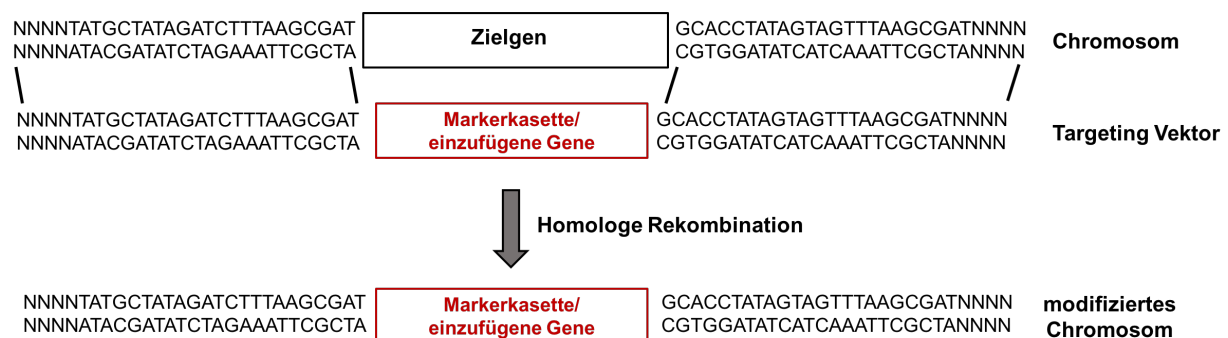 NNNNTATGCTATAGATCTTTAAGCGAT Zielgen GCACCTATAGTAGTTTAAGCGATNNNN
NNNNATACGATATCTAGAAATTCGCTA CGTGGATATCATCAAATTCGCTANNNN Chromosom
NNNNTATGCTATAGATCTTTAAGCGAT Markerkasette/ GCACCTATAGTAGTTTAAGCGATNNNN
NNNNATACGATATCTAGAAATTCGCTA einzufügene Gene CGTGGATATCATCAAATTCGCTANNNN Targeting Vektor
Homologe Rekombination
NNNNTATGCTATAGATCTTTAAGCGAT Markerkasette/ GCACCTATAGTAGTTTAAGCGATNNNN modifiziertes
NNNNATACGATATCTAGAAATTCGCTA einzufügene Gene CGTGGATATCATCAAATTCGCTANNNN Chromosom